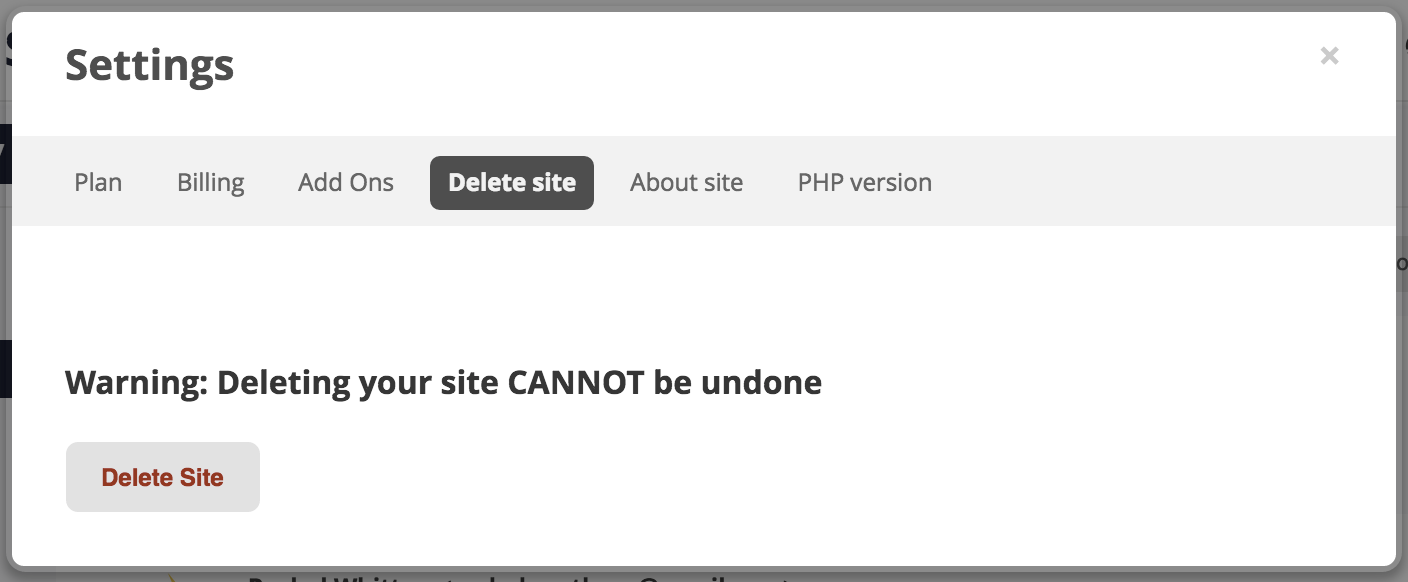 Settings
×
Plan Billing Add Ons Delete site About site PHP version
Warning: Deleting your site CANNOT be undone
Delete Site